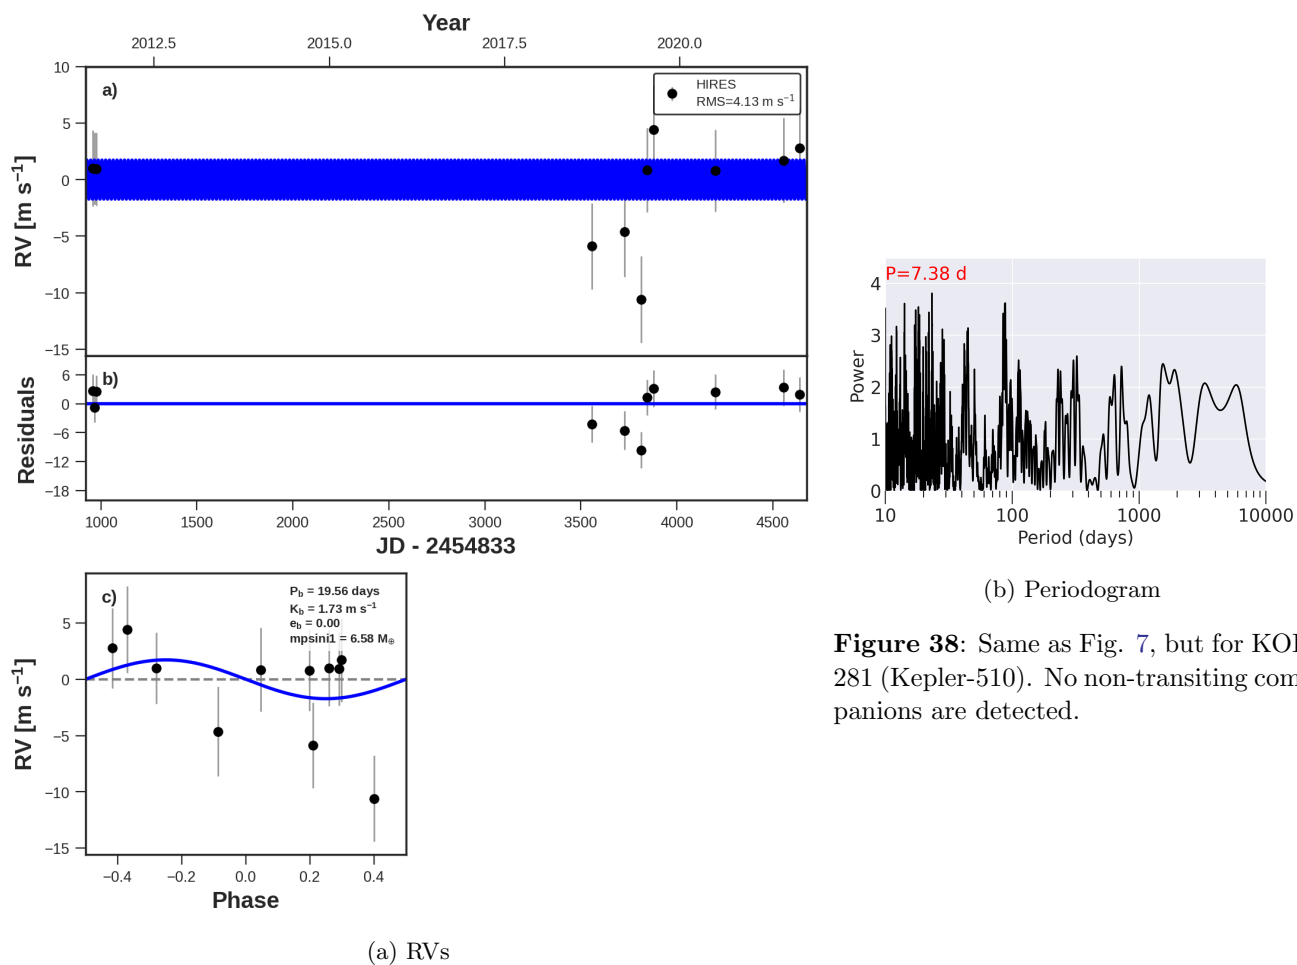 Year
2012.5 2015.0 2017.5 2020.0
a)
HIRES
RMS=4.13 m s⁻¹
10
5
0
−5
−10
−15
RV [m s⁻¹]
b)
6
0
−6
−12
−18
Residuals
1000 1500 2000 2500 3000 3500 4000 4500
JD - 2454833
c)
P_b = 19.56 days
K_b = 1.73 m s⁻¹
e_b = 0.00
mpsini1 = 6.58 M⊕
5
0
−5
−10
−15
RV [m s⁻¹]
−0.4 −0.2 0.0 0.2 0.4
Phase
(a) RVs
P=7.38 d
4
3
2
1
0
Power
10 100 1000 10000
Period (days)
(b) Periodogram
Figure 38: Same as Fig. 7, but for KOI
281 (Kepler-510). No non-transiting com
panions are detected.